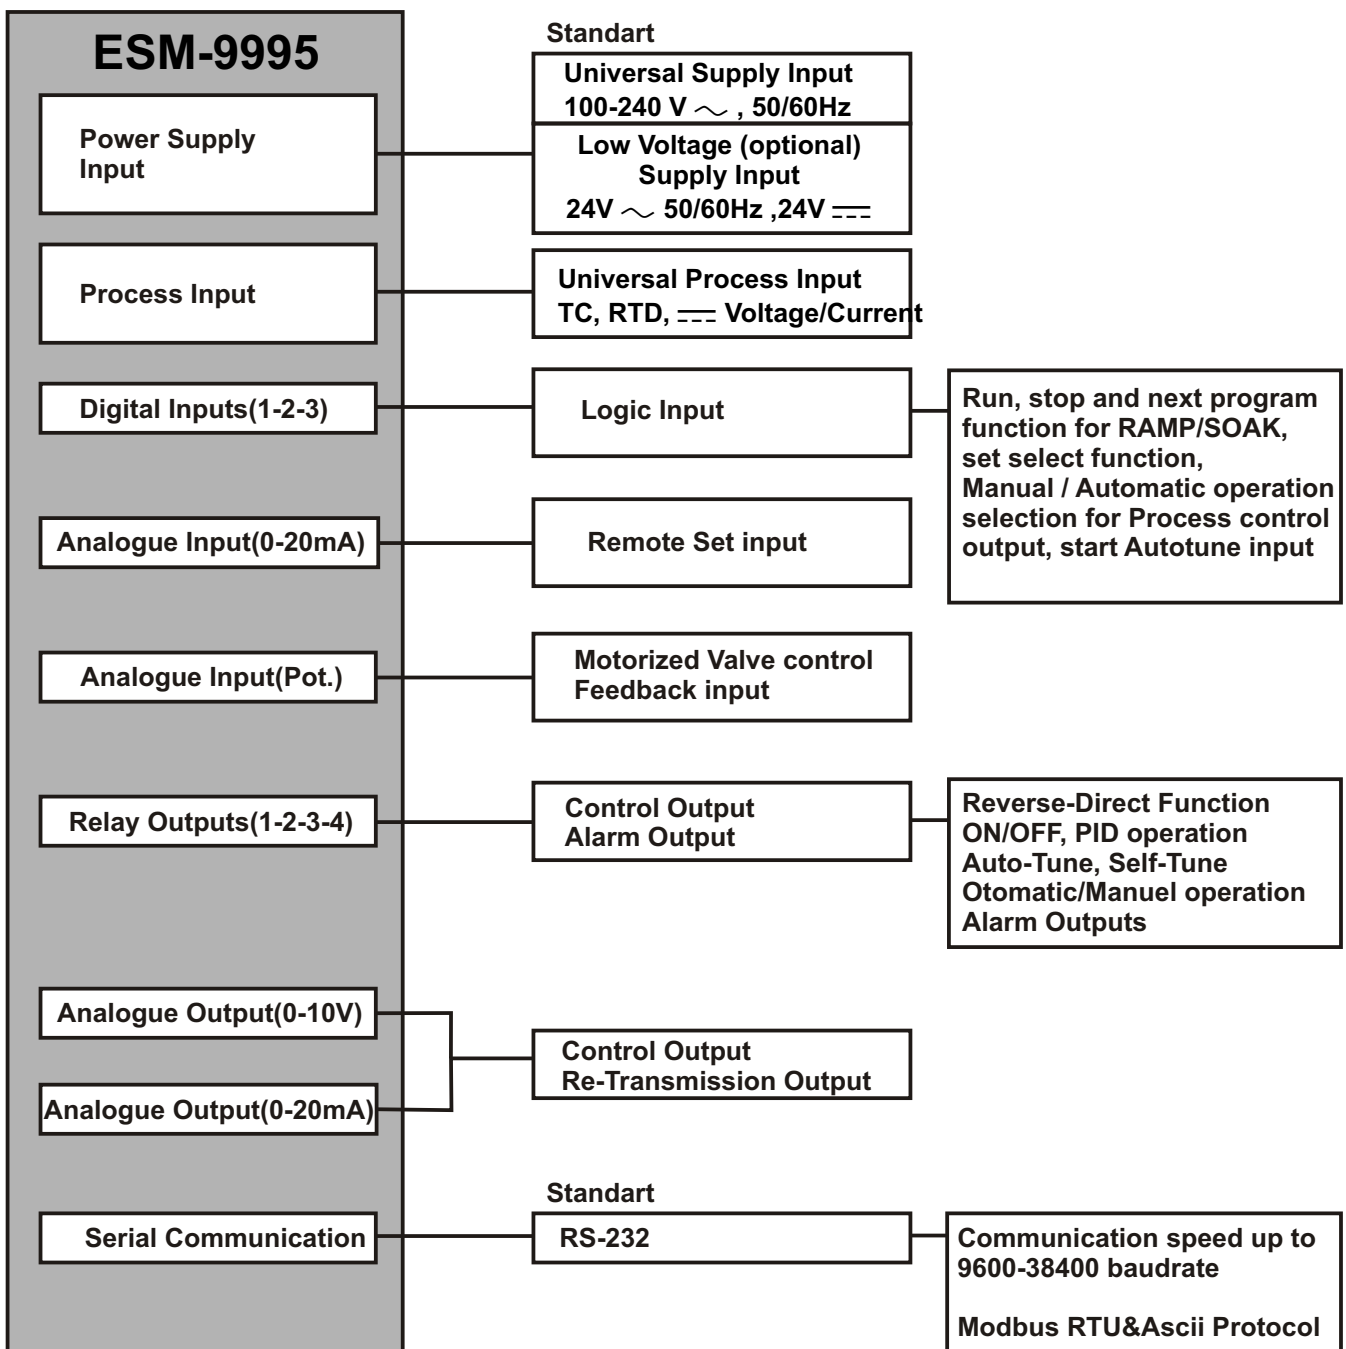 ESM-9995
Standart
Power Supply
Input
Universal Supply Input
100-240 V ～ , 50/60Hz
Low Voltage (optional)
Supply Input
24V ～ 50/60Hz ,24V ⎓
Process Input
Universal Process Input
TC, RTD, ⎓ Voltage/Current
Digital Inputs(1-2-3)
Logic Input
Run, stop and next program
function for RAMP/SOAK,
set select function,
Manual / Automatic operation
selection for Process control
output, start Autotune input
Analogue Input(0-20mA)
Remote Set input
Analogue Input(Pot.)
Motorized Valve control
Feedback input
Relay Outputs(1-2-3-4)
Control Output
Alarm Output
Reverse-Direct Function
ON/OFF, PID operation
Auto-Tune, Self-Tune
Otomatic/Manuel operation
Alarm Outputs
Analogue Output(0-10V)
Analogue Output(0-20mA)
Control Output
Re-Transmission Output
Standart
Serial Communication
RS-232
Communication speed up to
9600-38400 baudrate
Modbus RTU&Ascii Protocol